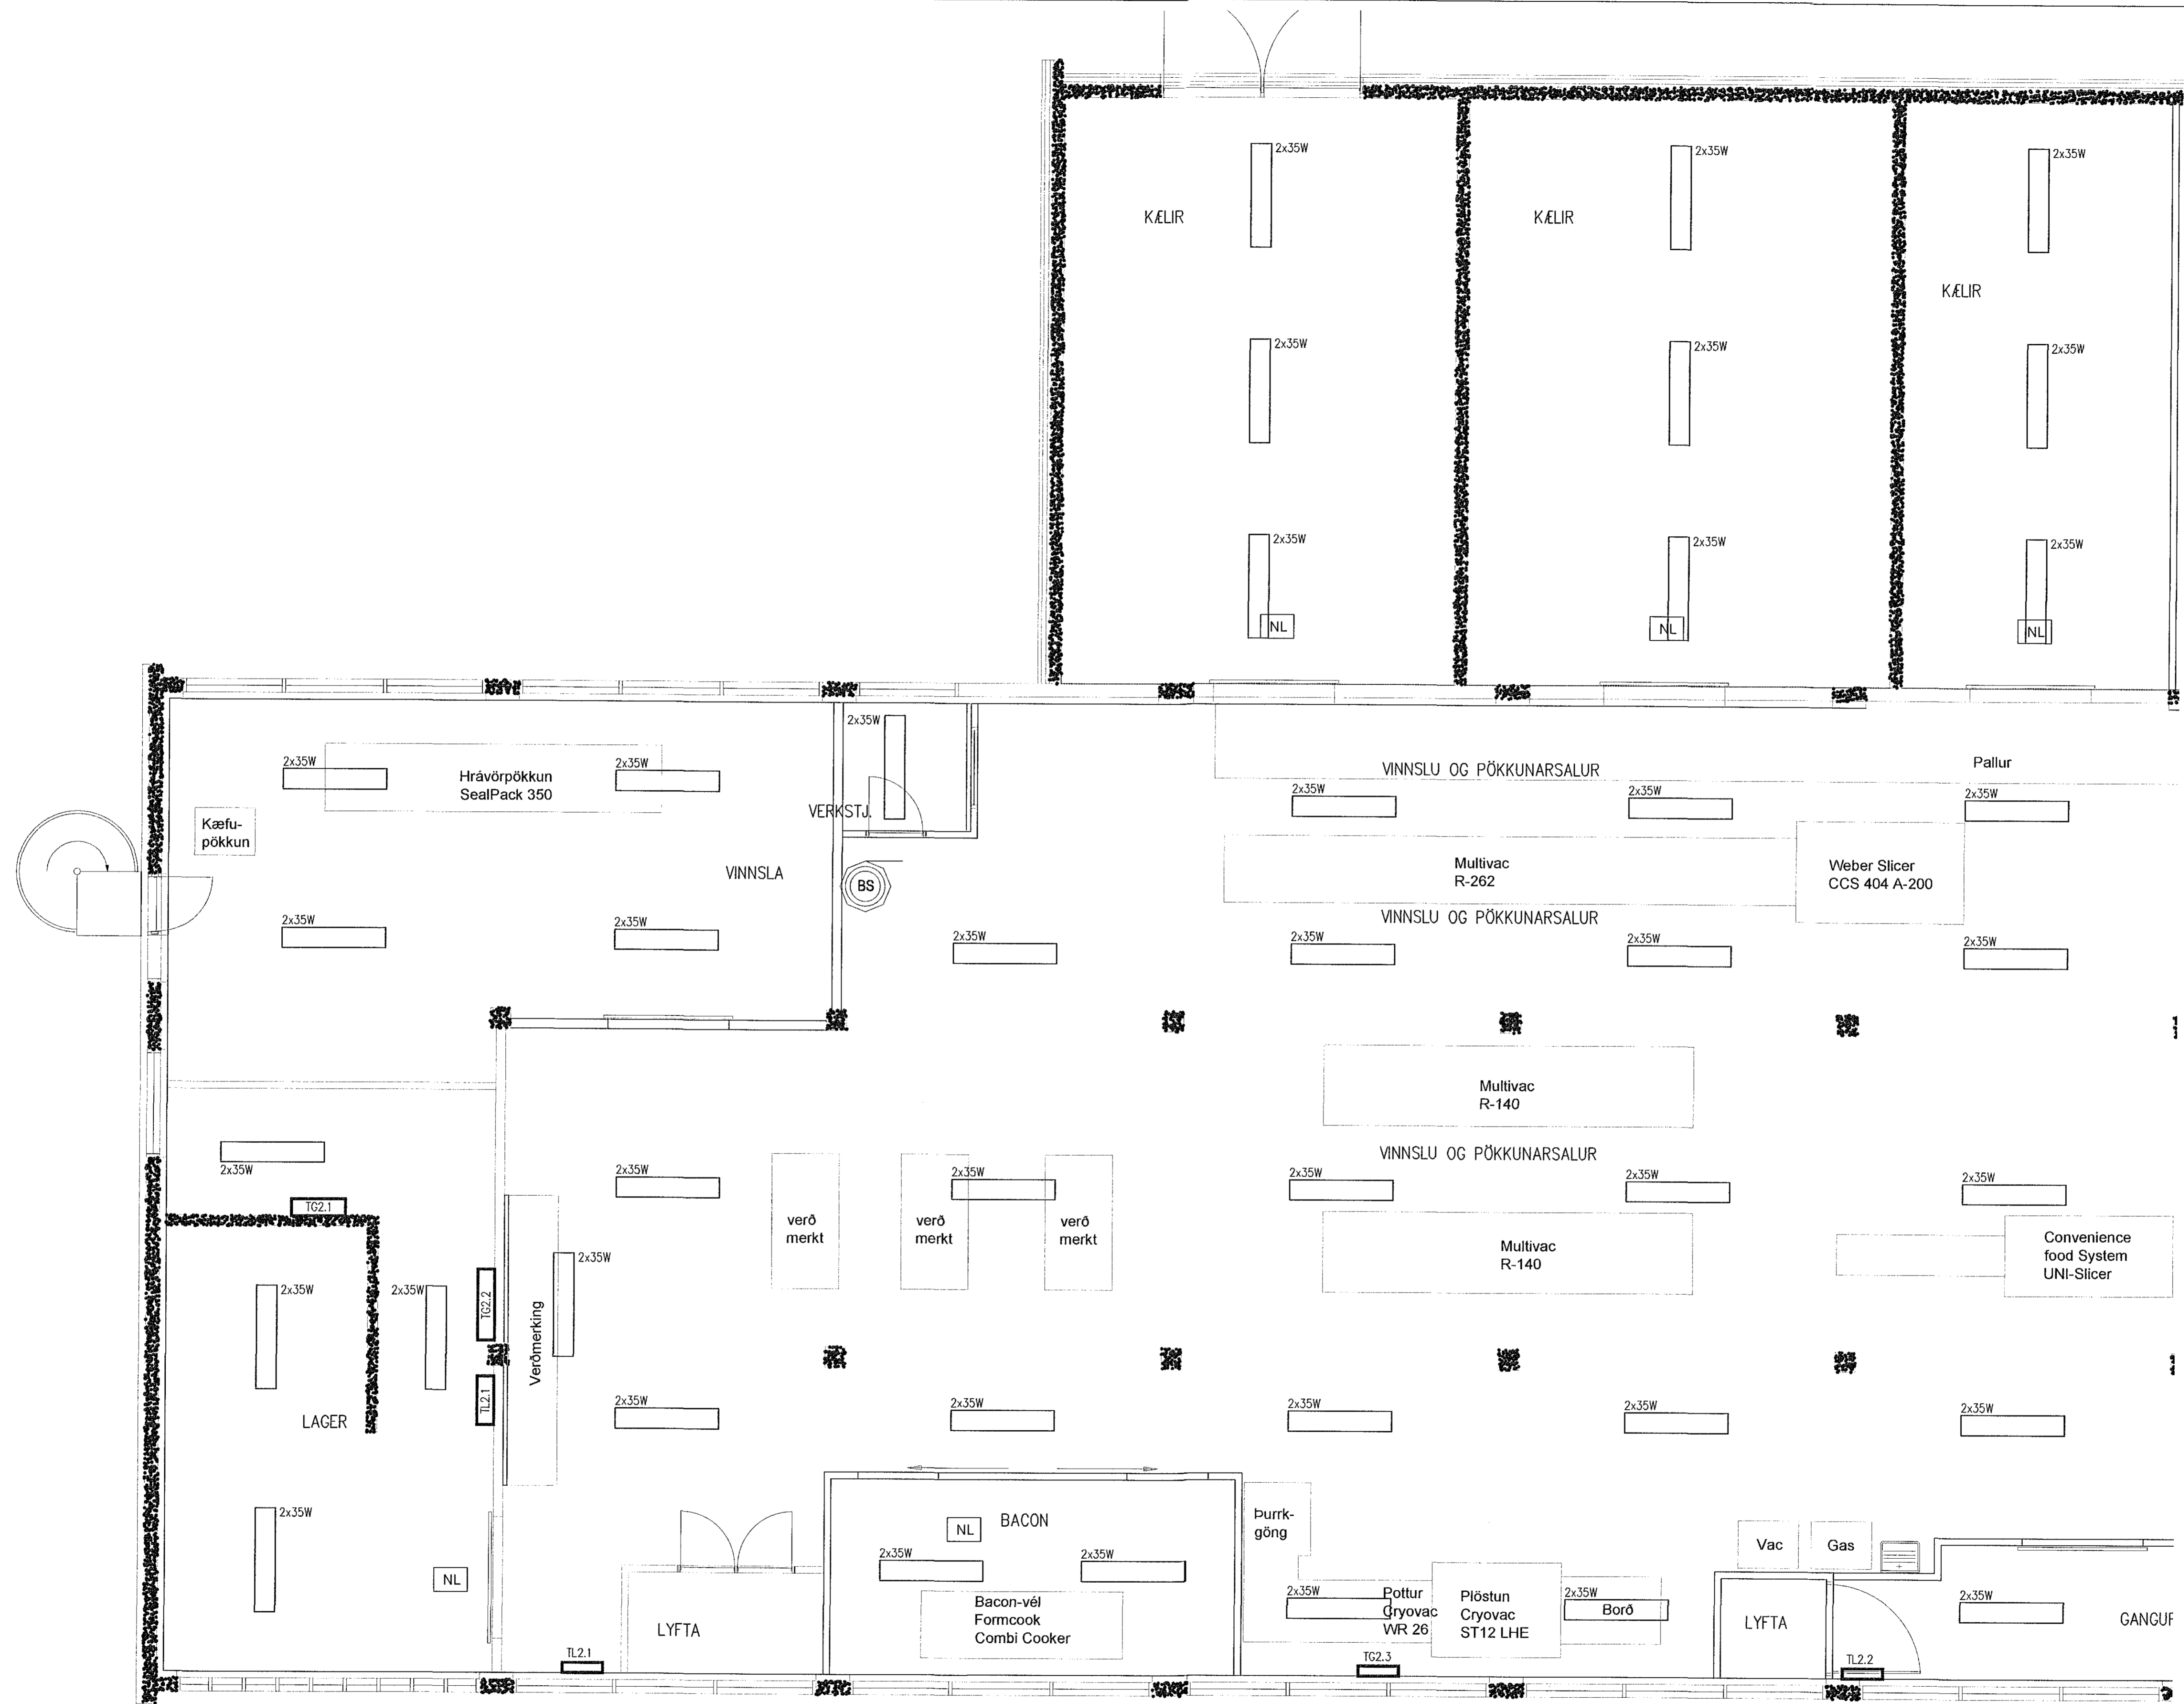 2x35W
2x35W
2x35W
KÆLIR
KÆLIR
KÆLIR
2x35W
2x35W
2x35W
2x35W
2x35W
2x35W
NL
NL
NL
2x35W
2x35W
2x35W
Hrávörpökkun
SealPack 350
VINNSLU OG PÖKKUNARSALUR
Pallur
2x35W
2x35W
2x35W
VERKSTJ.
Kæfu-
pökkun
VINNSLA
BS
Multivac
R-262
Weber Slicer
CCS 404 A-200
VINNSLU OG PÖKKUNARSALUR
2x35W
2x35W
2x35W
2x35W
2x35W
2x35W
Multivac
R-140
VINNSLU OG PÖKKUNARSALUR
2x35W
2x35W
2x35W
2x35W
2x35W
2x35W
TG2.1
verð
merkt
verð
merkt
verð
merkt
Multivac
R-140
Convenience
food System
UNI-Slicer
2x35W
2x35W
2x35W
TG2.2
Verðmerking
TL2.1
LAGER
2x35W
2x35W
2x35W
2x35W
2x35W
2x35W
NL
BACON
Þurrk-
göng
Vac
Gas
2x35W
2x35W
NL
Bacon-vél
Formcook
Combi Cooker
2x35W
Pottur
Cryovac
WR 26
Plöstun
Cryovac
ST12 LHE
2x35W
Borð
2x35W
LYFTA
LYFTA
TL2.1
TG2.3
TL2.2